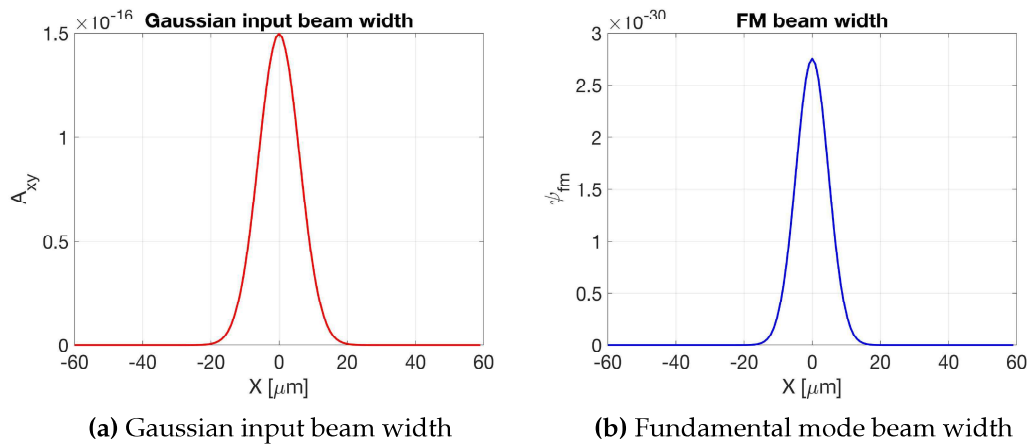 ×10⁻¹⁶ Gaussian input beam width
1.5
1
0.5
0
A_xy
-60 -40 -20 0 20 40 60
X [μm]
(a) Gaussian input beam width
×10⁻³⁰ FM beam width
3
2.5
2
1.5
1
0.5
0
ψ_fm
-60 -40 -20 0 20 40 60
X [μm]
(b) Fundamental mode beam width